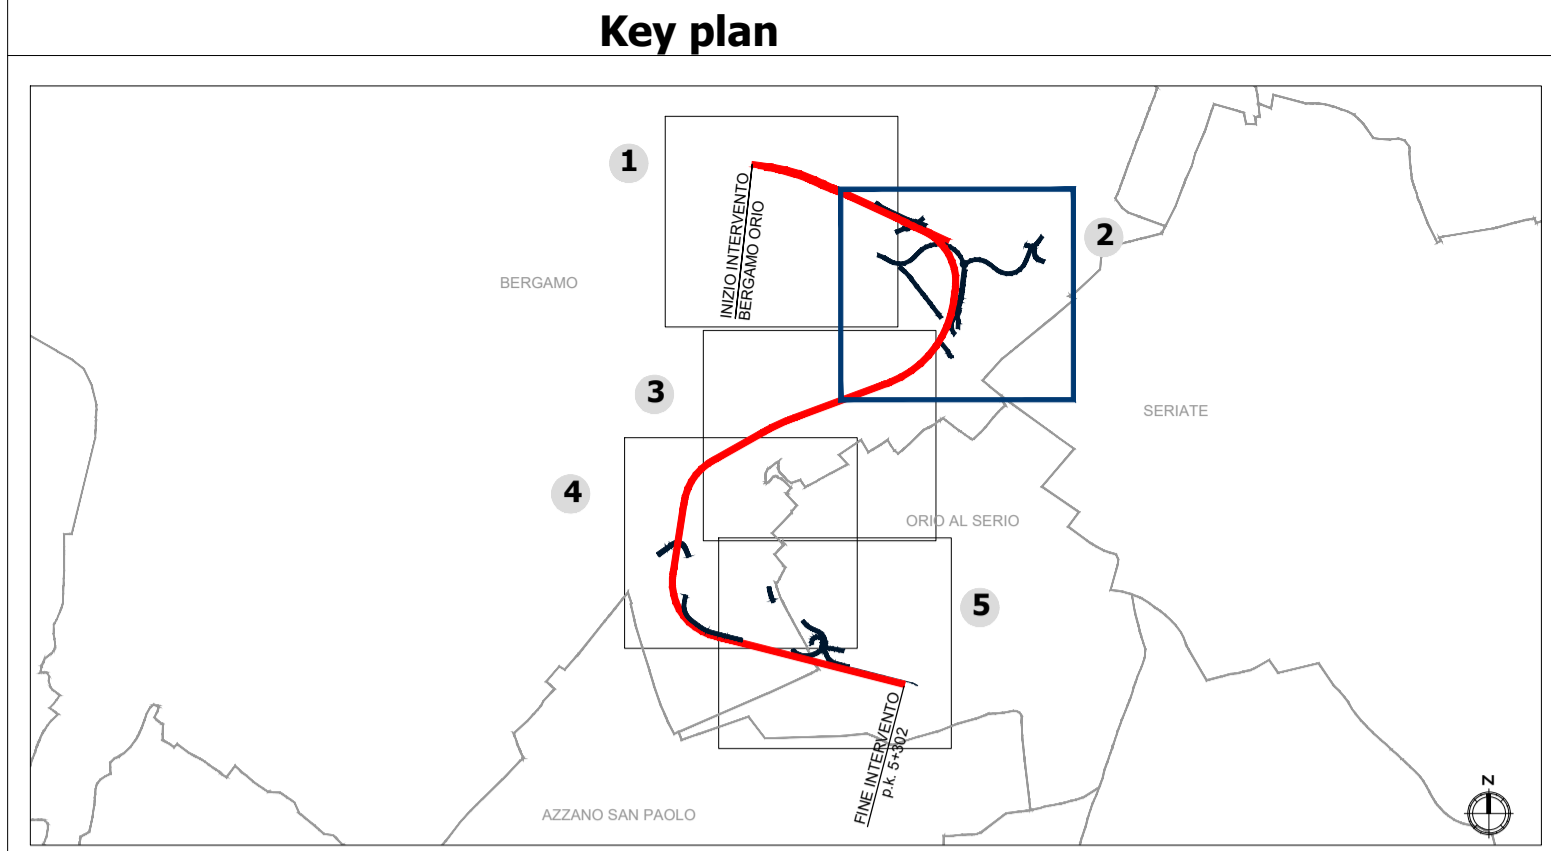 Key plan
1
INIZIO INTERVENTO
BERGAMO ORIO
2
BERGAMO
3
SERIATE
4
ORIO AL SERIO
5
FINE INTERVENTO
p.k. 5+302
AZZANO SAN PAOLO
N